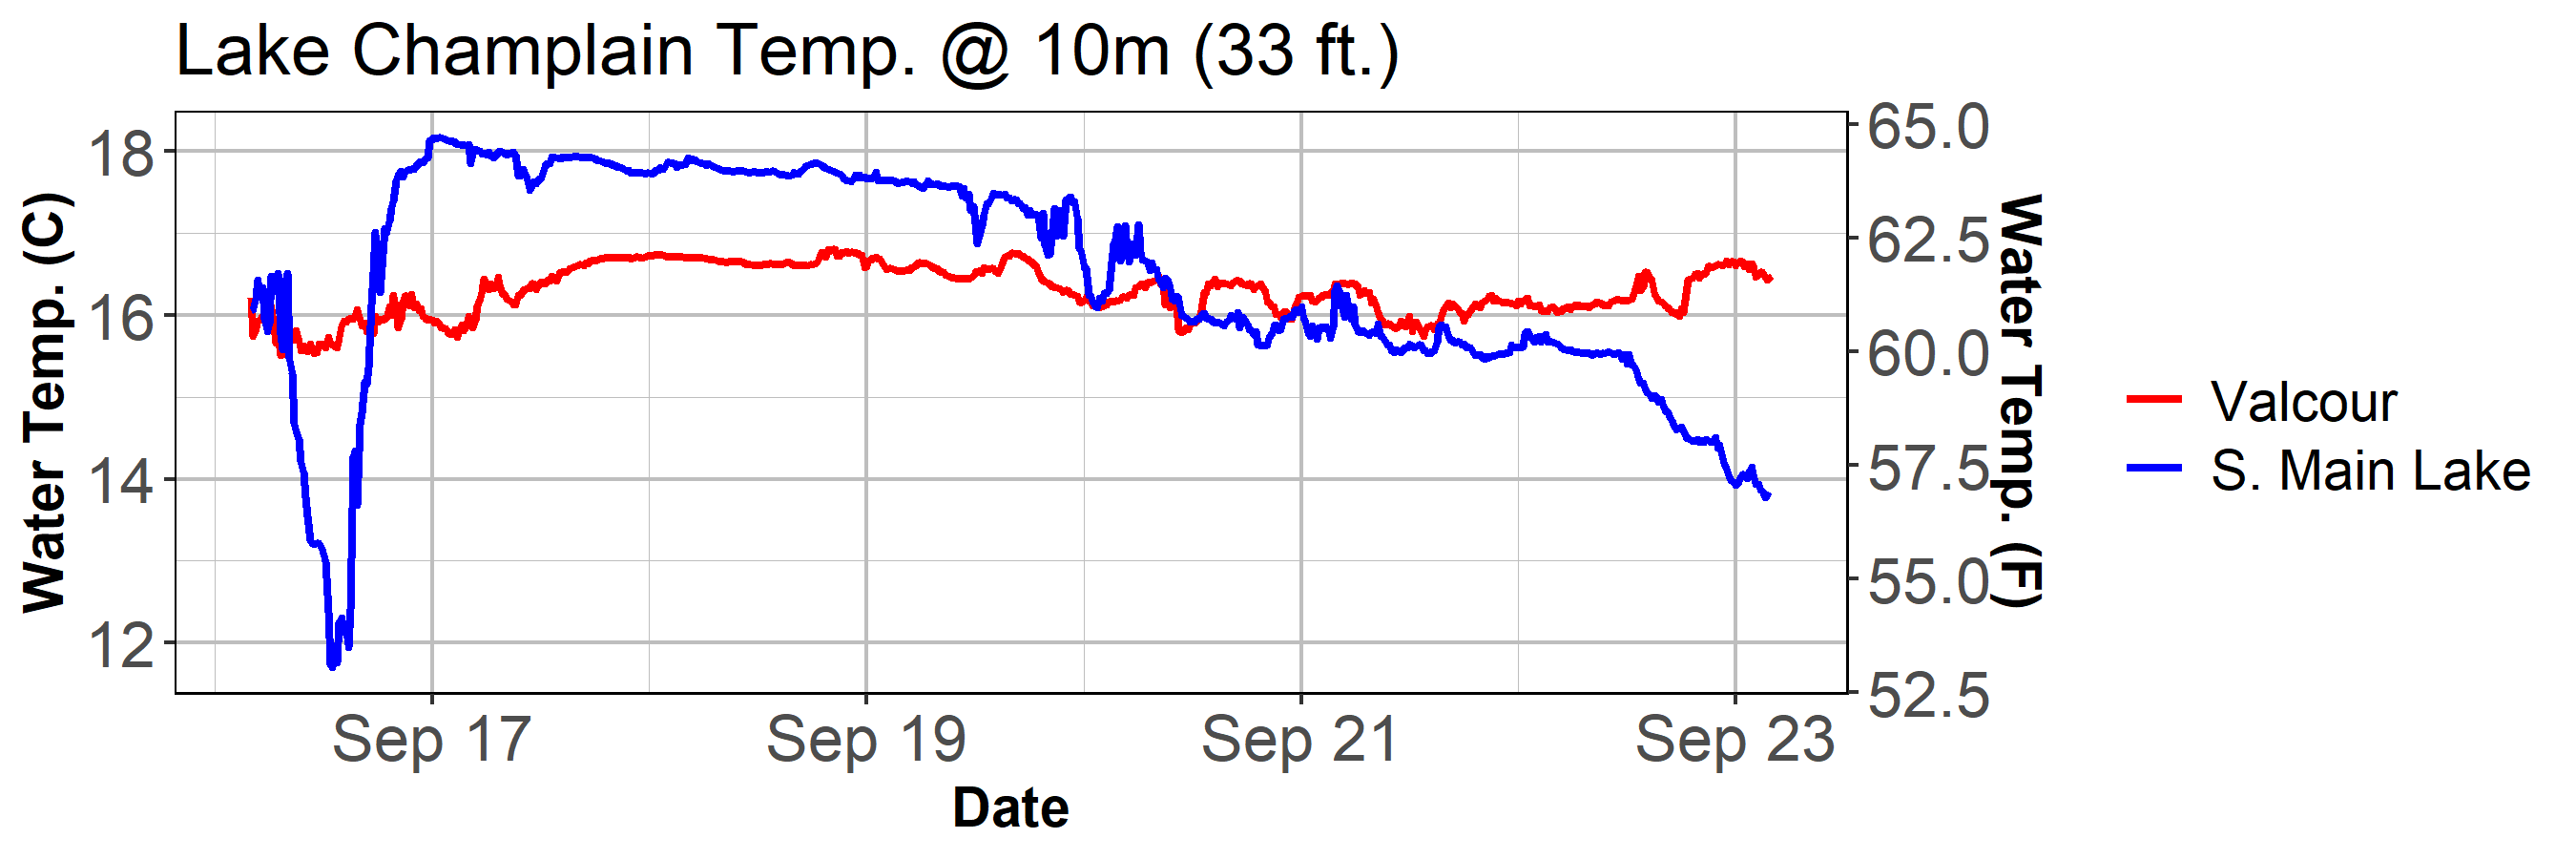 Lake Champlain Temp. @ 10m (33 ft.)
Water Temp. (C)
18
16
14
12
65.0
62.5
60.0
57.5
55.0
52.5
Water Temp. (F)
Sep 17
Sep 19
Sep 21
Sep 23
Date
Valcour
S. Main Lake